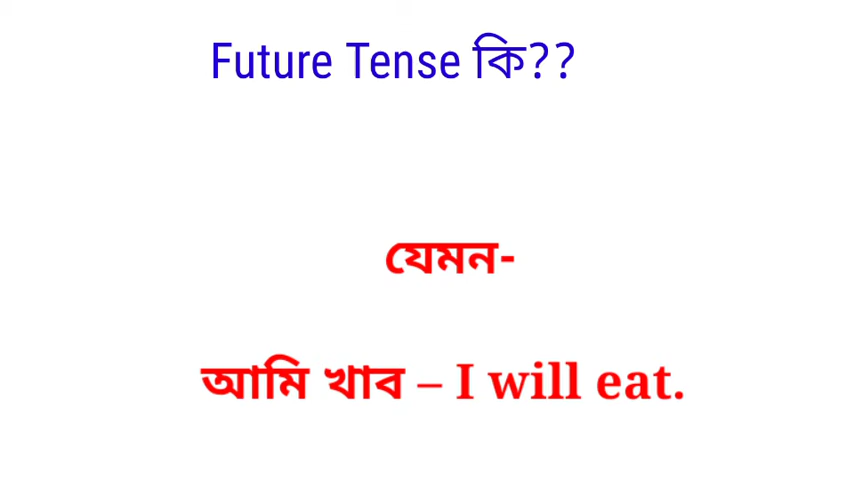 Future Tense কি??
যেমন-
আমি খাব – I will eat.